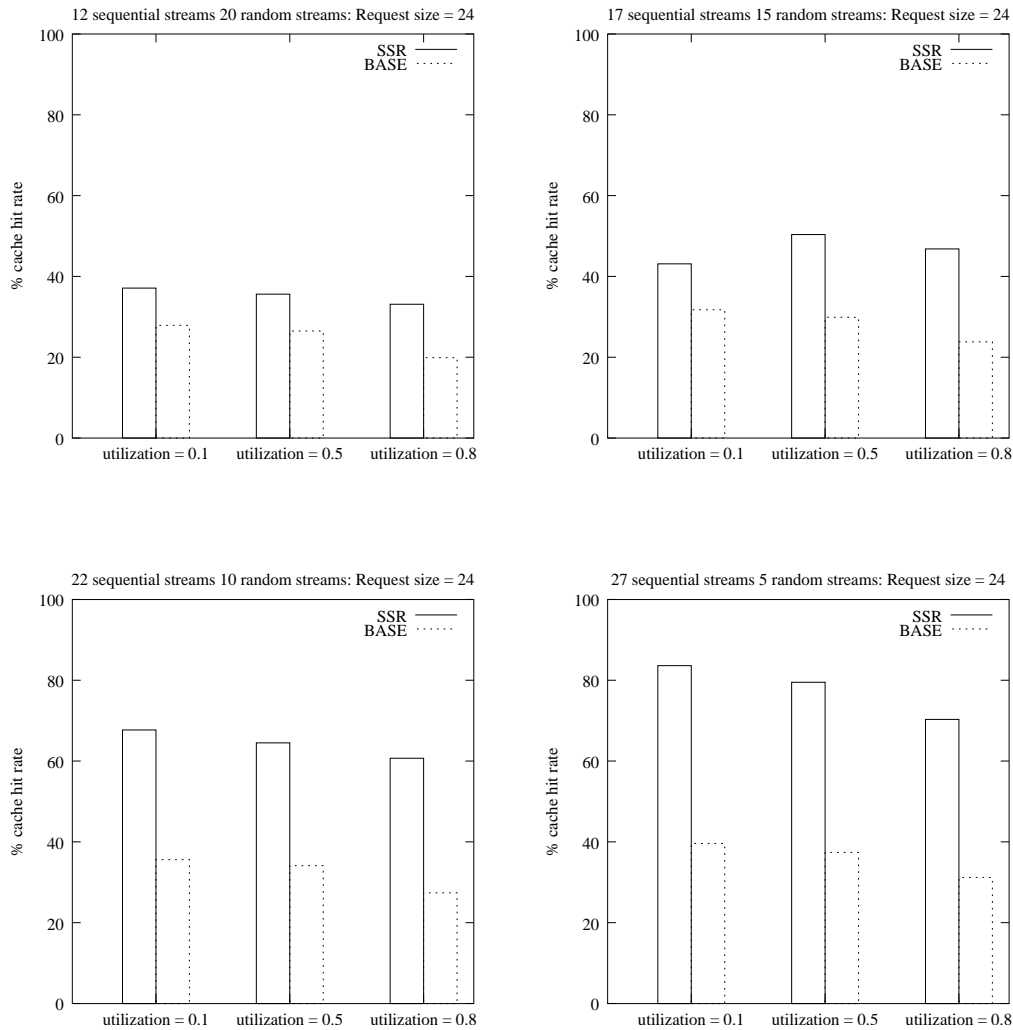 12 sequential streams 20 random streams: Request size = 24
100
80
60
40
20
0
% cache hit rate
SSR
BASE
utilization = 0.1 utilization = 0.5 utilization = 0.8
17 sequential streams 15 random streams: Request size = 24
100
80
60
40
20
0
% cache hit rate
SSR
BASE
utilization = 0.1 utilization = 0.5 utilization = 0.8
22 sequential streams 10 random streams: Request size = 24
100
80
60
40
20
0
% cache hit rate
SSR
BASE
utilization = 0.1 utilization = 0.5 utilization = 0.8
27 sequential streams 5 random streams: Request size = 24
100
80
60
40
20
0
% cache hit rate
SSR
BASE
utilization = 0.1 utilization = 0.5 utilization = 0.8